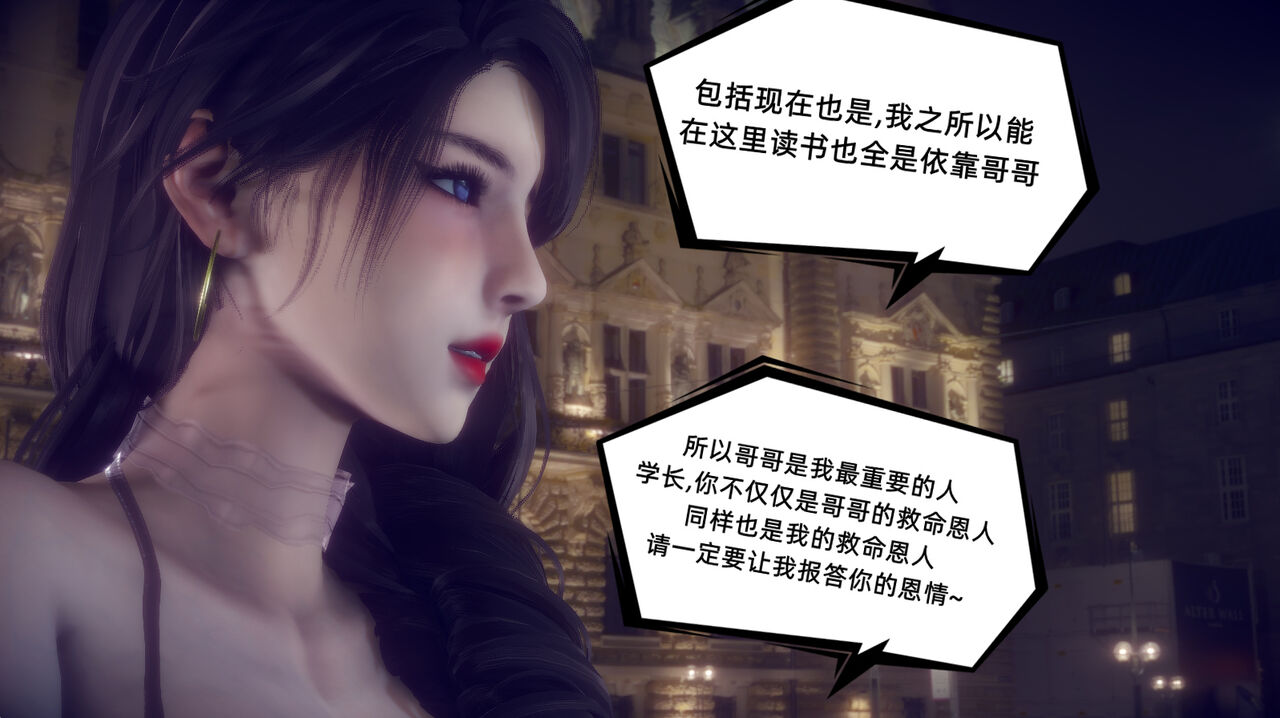 包括现在也是,我之所以能
在这里读书也全是依靠哥哥
所以哥哥是我最重要的人
学长,你不仅仅是哥哥的救命恩人
同样也是我的救命恩人
请一定要让我报答你的恩情~
ALTER WALL